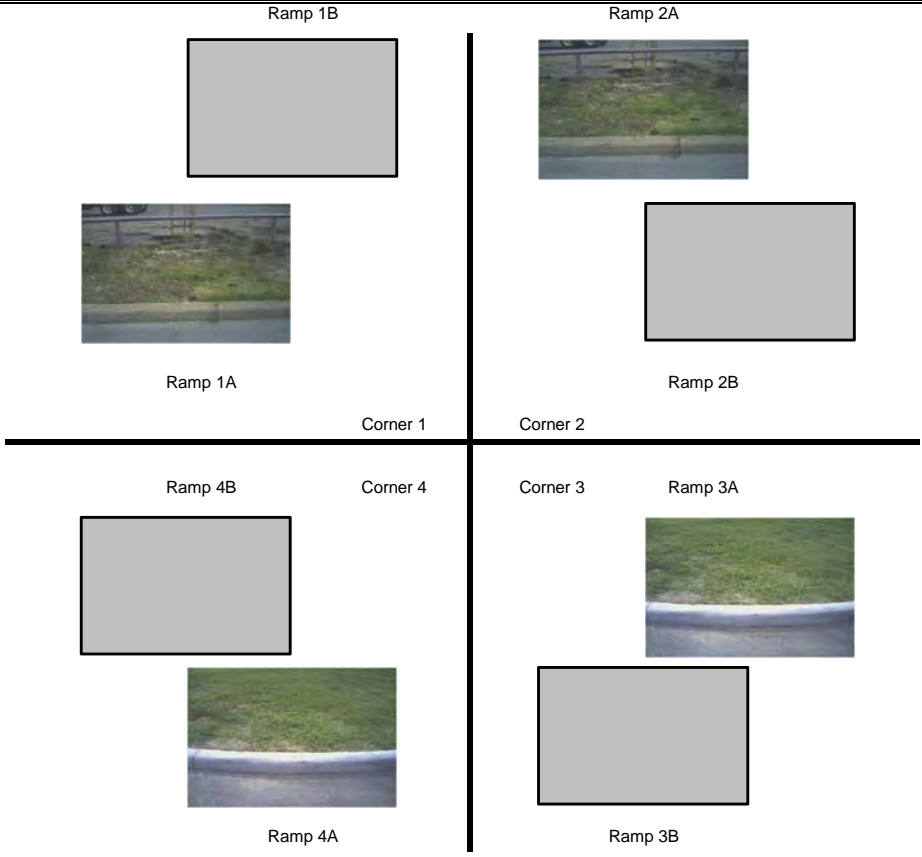 Ramp 1B Ramp 2A
Ramp 1A Ramp 2B
Corner 1 Corner 2
Ramp 4B Corner 4 Corner 3 Ramp 3A
Ramp 4A Ramp 3B